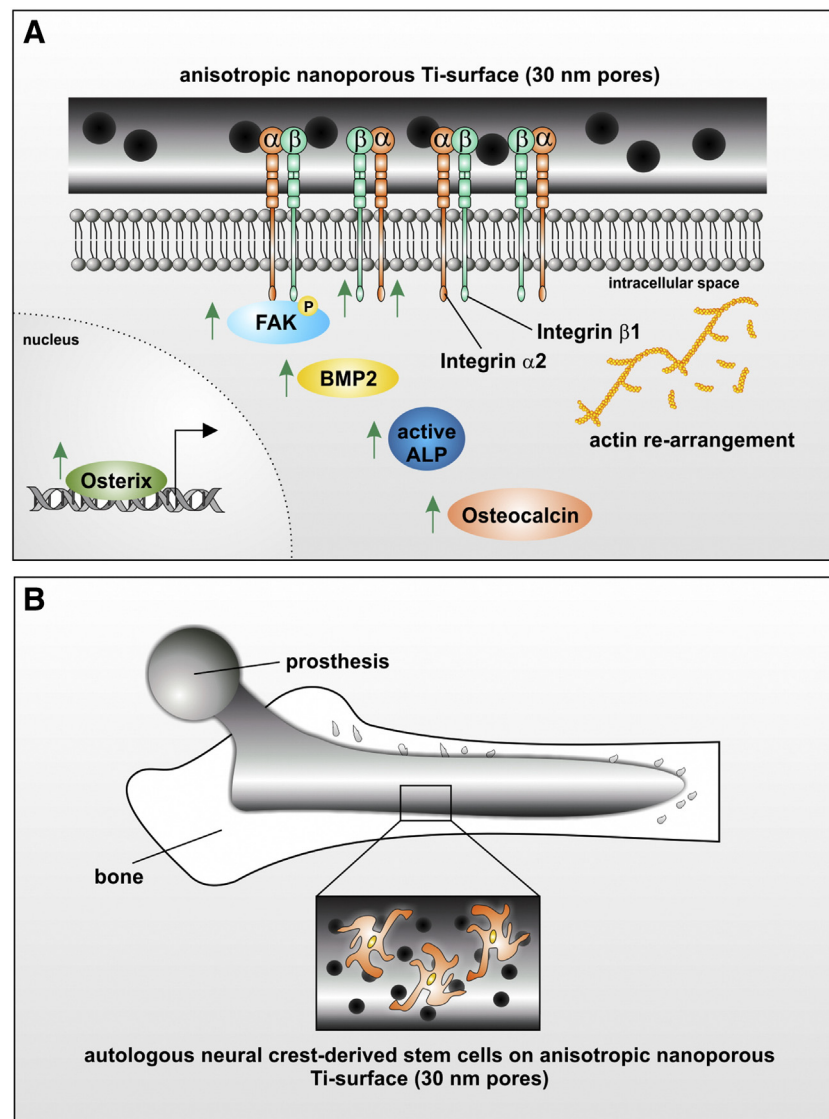 A
anisotropic nanoporous Ti-surface (30 nm pores)
α β β α α β β α
intracellular space
P
FAK
nucleus
Integrin β1
Integrin α2
BMP2
active
ALP
actin re-arrangement
Osterix
Osteocalcin
B
prosthesis
bone
autologous neural crest-derived stem cells on anisotropic nanoporous
Ti-surface (30 nm pores)